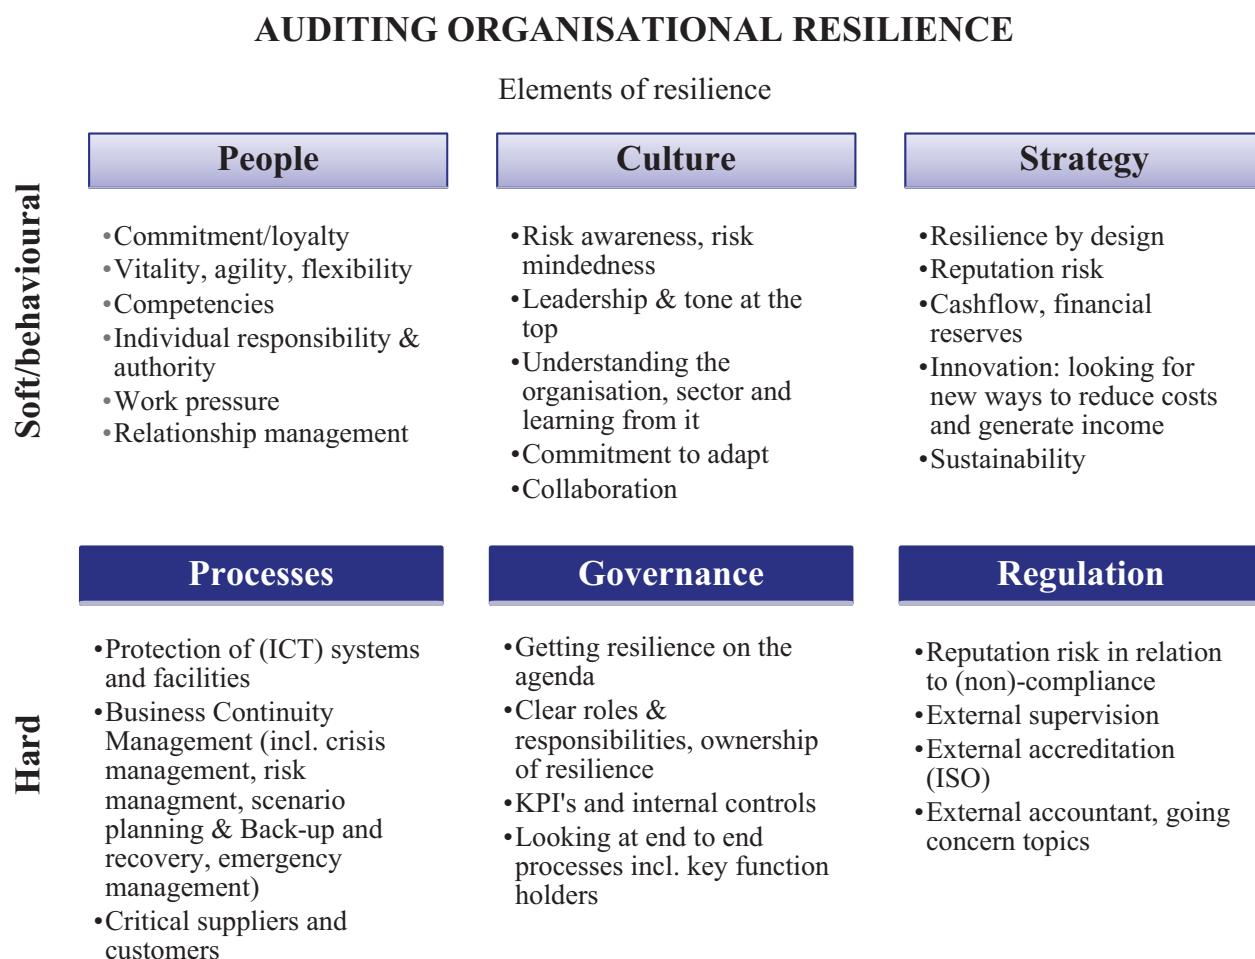 AUDITING ORGANISATIONAL RESILIENCE
Elements of resilience
Soft/behavioural
People
•Commitment/loyalty
•Vitality, agility, flexibility
•Competencies
•Individual responsibility &
authority
•Work pressure
•Relationship management
Culture
•Risk awareness, risk
mindedness
•Leadership & tone at the
top
•Understanding the
organisation, sector and
learning from it
•Commitment to adapt
•Collaboration
Strategy
•Resilience by design
•Reputation risk
•Cashflow, financial
reserves
•Innovation: looking for
new ways to reduce costs
and generate income
•Sustainability
Hard
Processes
•Protection of (ICT) systems
and facilities
•Business Continuity
Management (incl. crisis
management, risk
managment, scenario
planning & Back-up and
recovery, emergency
management)
•Critical suppliers and
customers
Governance
•Getting resilience on the
agenda
•Clear roles &
responsibilities, ownership
of resilience
•KPI's and internal controls
•Looking at end to end
processes incl. key function
holders
Regulation
•Reputation risk in relation
to (non)-compliance
•External supervision
•External accreditation
(ISO)
•External accountant, going
concern topics